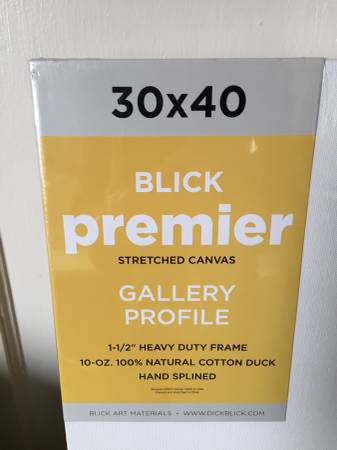 30x40
BLICK
premier
STRETCHED CANVAS
GALLERY
PROFILE
1-1/2" HEAVY DUTY FRAME
10-OZ. 100% NATURAL COTTON DUCK
HAND SPLINED
BLICK ART MATERIALS • WWW.DICKBLICK.COM